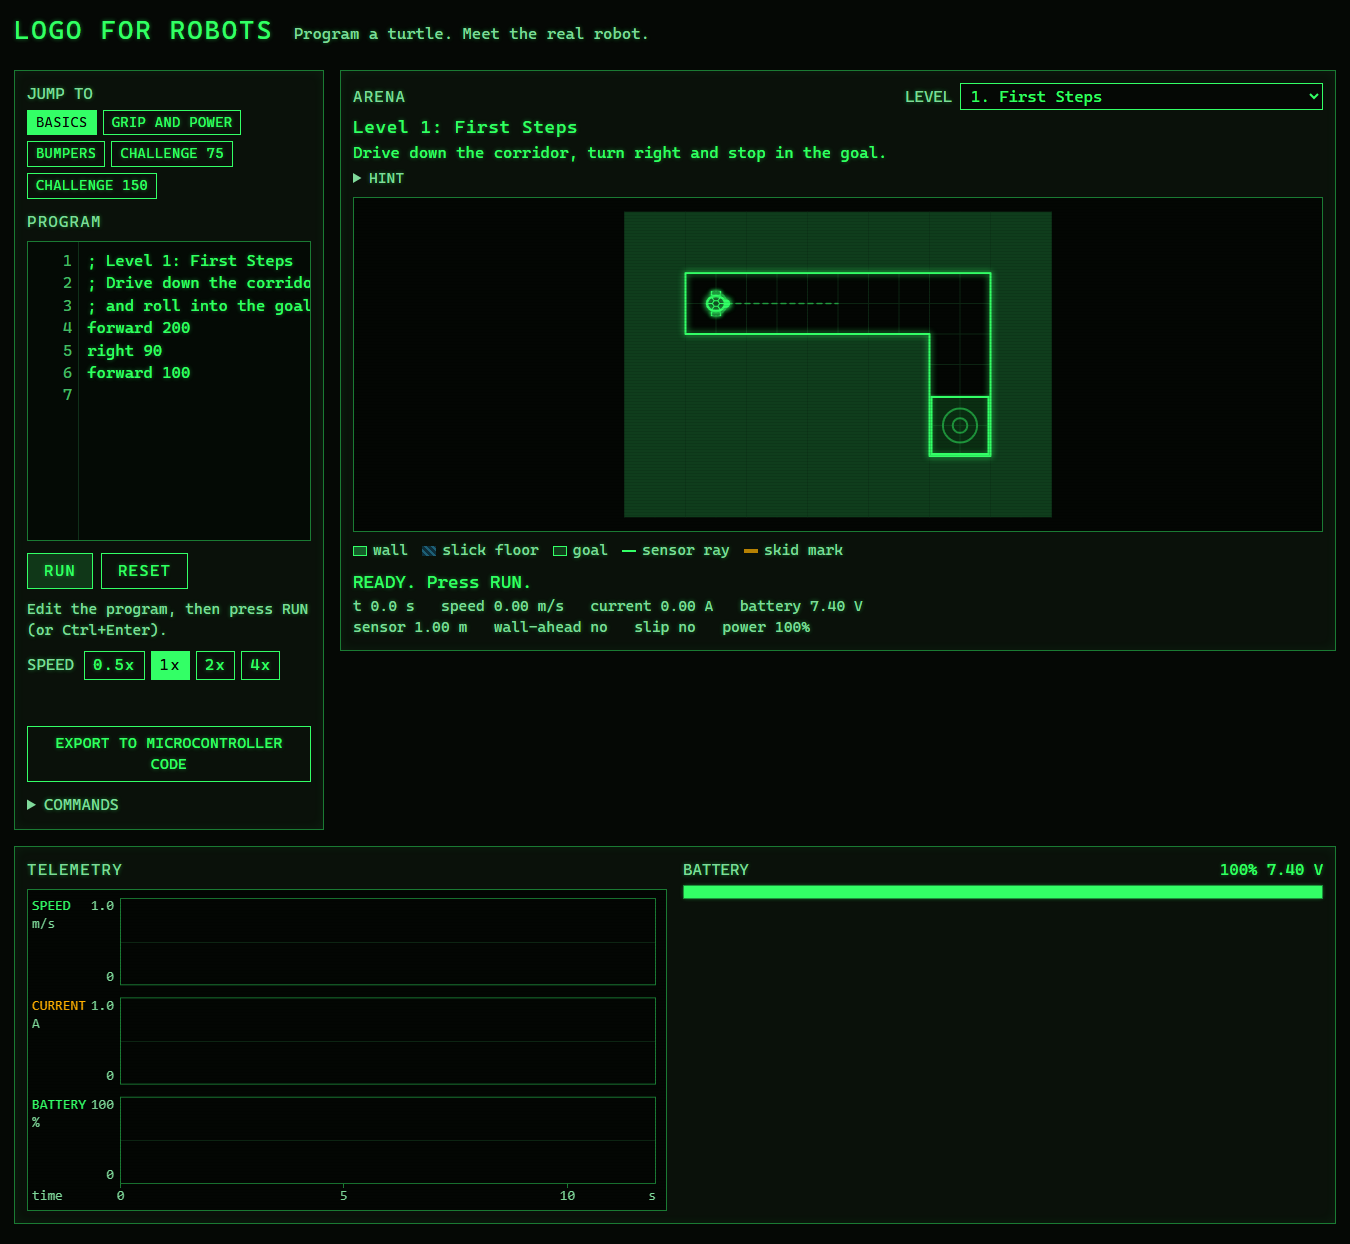 LOGO FOR ROBOTS Program a turtle. Meet the real robot.
JUMP TO
BASICS GRIP AND POWER
BUMPERS CHALLENGE 75
CHALLENGE 150
PROGRAM
1 ; Level 1: First Steps
2 ; Drive down the corrido
3 ; and roll into the goal
4 forward 200
5 right 90
6 forward 100
7
RUN RESET
Edit the program, then press RUN
(or Ctrl+Enter).
SPEED 0.5x 1x 2x 4x
EXPORT TO MICROCONTROLLER
CODE
COMMANDS
ARENA LEVEL 1. First Steps
Level 1: First Steps
Drive down the corridor, turn right and stop in the goal.
HINT
wall slick floor goal sensor ray skid mark
READY. Press RUN.
t 0.0 s speed 0.00 m/s current 0.00 A battery 7.40 V
sensor 1.00 m wall-ahead no slip no power 100%
TELEMETRY
SPEED 1.0
m/s
0
CURRENT 1.0
A
0
BATTERY 100
%
0
time 0 5 10 s
BATTERY 100% 7.40 V